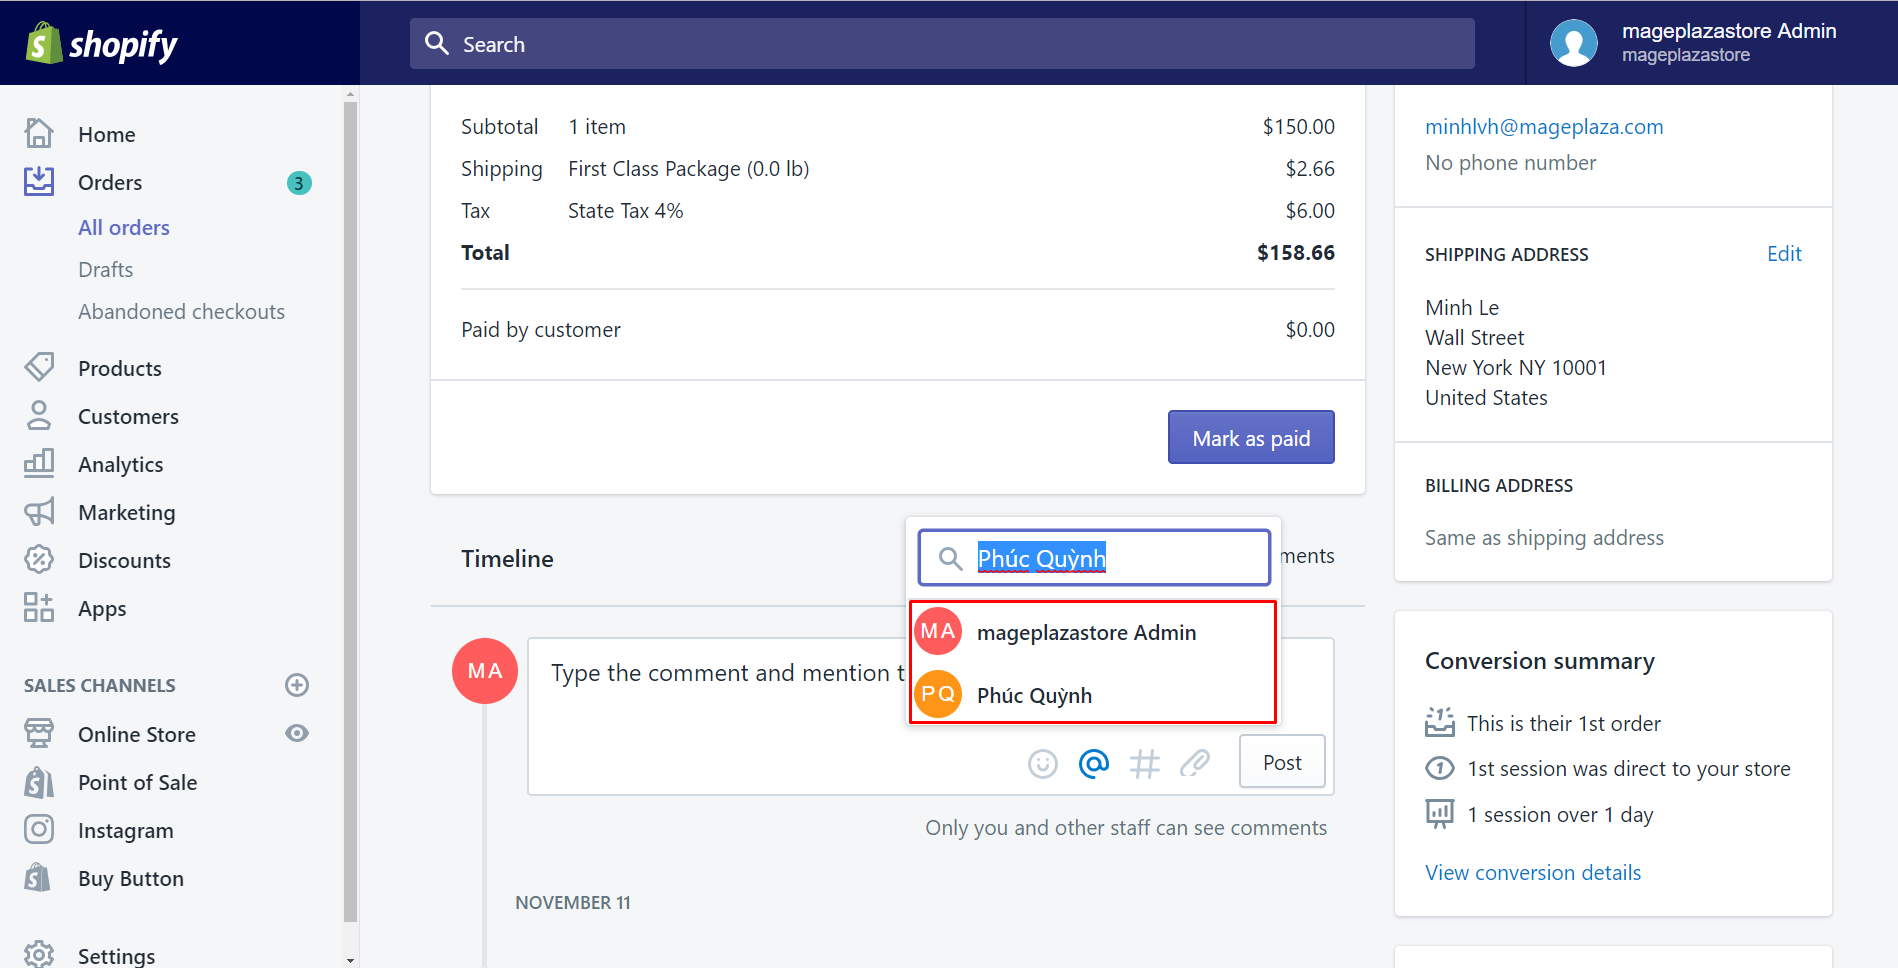 shopify
Search
mageplazastore Admin
mageplazastore
Home
Orders
3
All orders
Drafts
Abandoned checkouts
Products
Customers
Analytics
Marketing
Discounts
Apps
SALES CHANNELS
Online Store
Point of Sale
Instagram
Buy Button
Settings
Subtotal 1 item $150.00
Shipping First Class Package (0.0 lb) $2.66
Tax State Tax 4% $6.00
Total $158.66
Paid by customer $0.00
Mark as paid
Timeline
ments
Phúc Quỳnh
MA mageplazastore Admin
PQ Phúc Quỳnh
MA
Type the comment and mention t
Post
Only you and other staff can see comments
NOVEMBER 11
minhlvh@mageplaza.com
No phone number
SHIPPING ADDRESS Edit
Minh Le
Wall Street
New York NY 10001
United States
BILLING ADDRESS
Same as shipping address
Conversion summary
This is their 1st order
1st session was direct to your store
1 session over 1 day
View conversion details